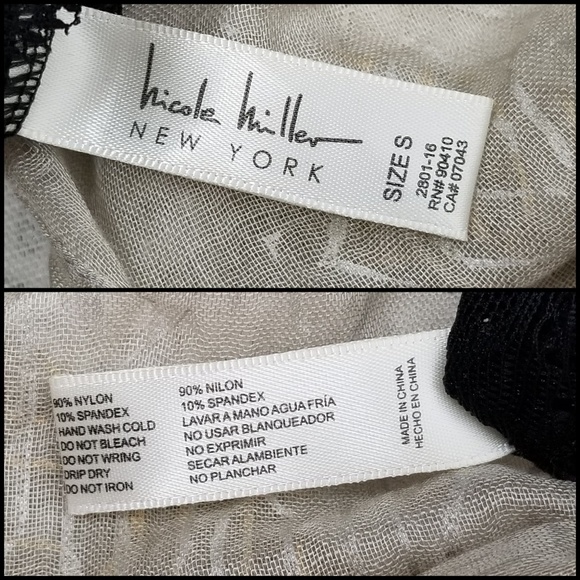 nicole miller
NEW YORK
SIZE S
2801-16
RN# 90410
CA# 07043
90% NYLON
10% SPANDEX
HAND WASH COLD
DO NOT BLEACH
DO NOT WRING
DRIP DRY
DO NOT IRON
90% NILON
10% SPANDEX
LAVAR A MANO AGUA FRÍA
NO USAR BLANQUEADOR
NO EXPRIMIR
SECAR ALAMBIENTE
NO PLANCHAR
MADE IN CHINA
HECHO EN CHINA